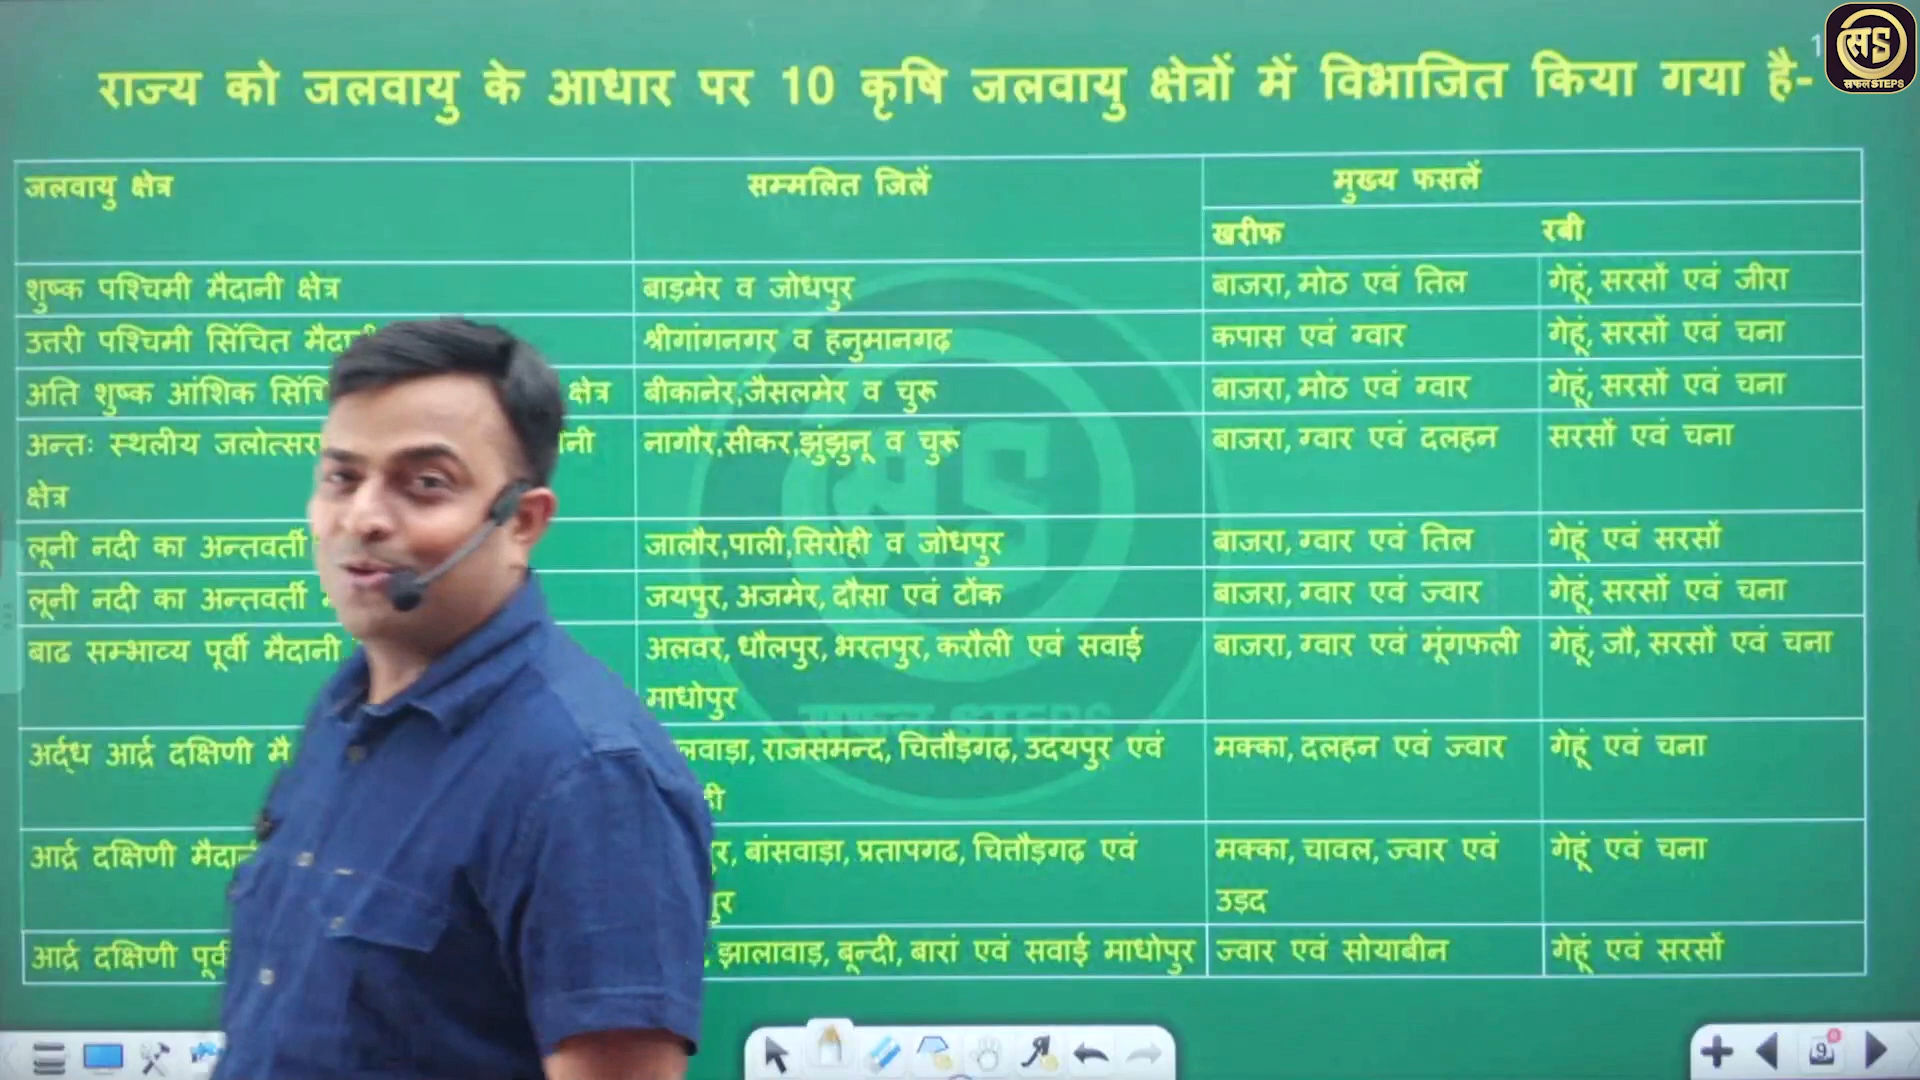 राज्य को जलवायु के आधार पर 10 कृषि जलवायु क्षेत्रों में विभाजित किया गया है-
सफलSTEPS
जलवायु क्षेत्र सम्मलित जिलें मुख्य फसलें
खरीफ रबी
शुष्क पश्चिमी मैदानी क्षेत्र बाड़मेर व जोधपुर बाजरा, मोठ एवं तिल गेहूं, सरसों एवं जीरा
उत्तरी पश्चिमी सिंचित श्रीगांगनगर व हनुमानगढ़ कपास एवं ग्वार गेहूं, सरसों एवं चना
अति शुष्क आंशिक क्षेत्र बीकानेर,जैसलमेर व चुरू बाजरा, मोठ एवं ग्वार गेहूं, सरसों एवं चना
अन्तः स्थलीय नागौर,सीकर,झुंझुनू व चुरू बाजरा, ग्वार एवं दलहन सरसों एवं चना
क्षेत्र
लूनी नदी का अन्तवर्ती जालौर,पाली,सिरोही व जोधपुर बाजरा, ग्वार एवं तिल गेहूं एवं सरसों
लूनी नदी का अन्तवर्ती जयपुर, अजमेर, दौसा एवं टोंक बाजरा, ग्वार एवं ज्वार गेहूं, सरसों एवं चना
बाढ सम्भाव्य पूर्वी मैदानी अलवर, धौलपुर, भरतपुर, करौली एवं सवाई बाजरा, ग्वार एवं मूंगफली गेहूं, जौ, सरसों एवं चना
माधोपुर
अर्द्ध आर्द्र दक्षिणी राजसमन्द, चित्तौड़गढ़, उदयपुर एवं मक्का, दलहन एवं ज्वार गेहूं एवं चना
आर्द्र दक्षिणी बांसवाड़ा, प्रतापगढ, चित्तौड़गढ़ एवं मक्का, चावल, ज्वार एवं गेहूं एवं चना
उड़द
आर्द्र दक्षिणी झालावाड़, बून्दी, बारां एवं सवाई माधोपुर ज्वार एवं सोयाबीन गेहूं एवं सरसों
सफल STEPS
9